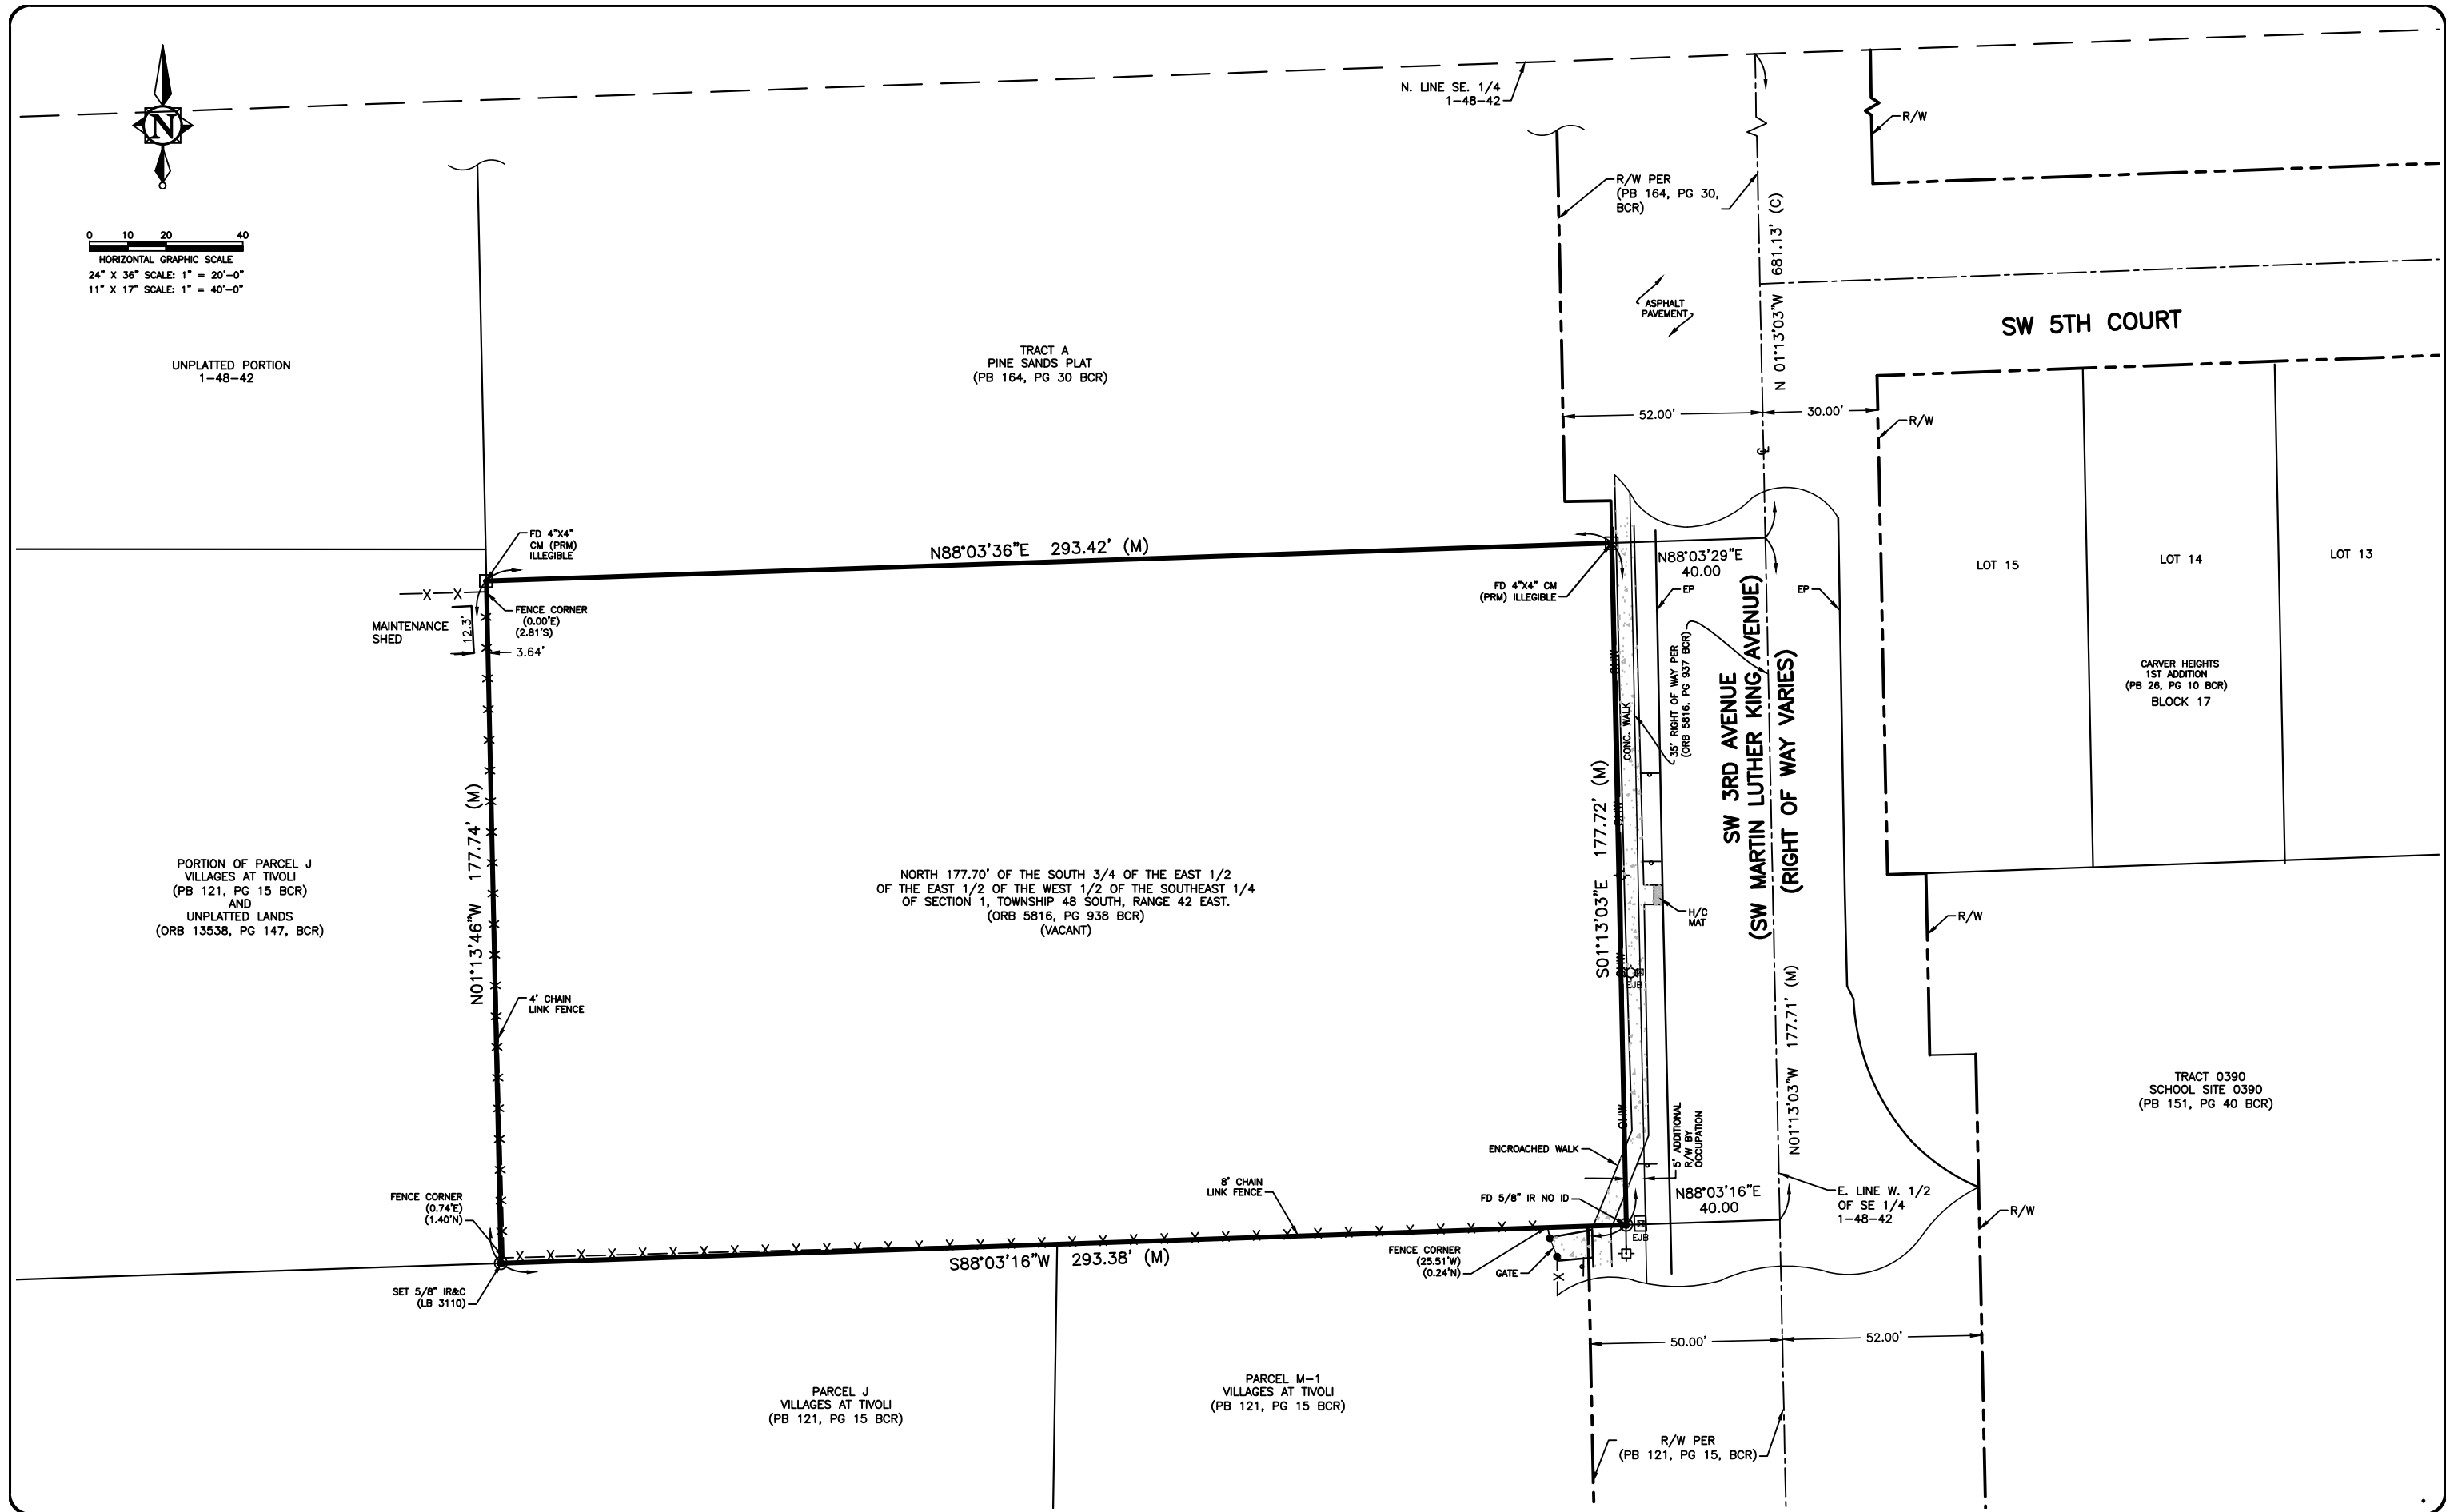 N. LINE SE. 1/4
1-48-42
R/W
N
R/W PER
(PB 164, PG 30,
BCR)
N 01°13'03"W 681.13' (C)
0 10 20 40
HORIZONTAL GRAPHIC SCALE
24" X 36" SCALE: 1" = 20'-0"
11" X 17" SCALE: 1" = 40'-0"
ASPHALT
PAVEMENT
SW 5TH COURT
UNPLATTED PORTION
1-48-42
TRACT A
PINE SANDS PLAT
(PB 164, PG 30 BCR)
52.00'
30.00'
R/W
FD 4"X4"
CM (PRM)
ILLEGIBLE
N88°03'36"E 293.42' (M)
N88°03'29"E
40.00
FD 4"X4" CM
(PRM) ILLEGIBLE
EP
EP
LOT 15
LOT 14
LOT 13
FENCE CORNER
(0.00'E)
(2.81'S)
MAINTENANCE
SHED
12.3'
3.64'
OHW
CONC. WALK
35' RIGHT OF WAY PER
(ORB 5816, PG 937 BCR)
SW 3RD AVENUE
(SW MARTIN LUTHER KING AVENUE)
(RIGHT OF WAY VARIES)
CARVER HEIGHTS
1ST ADDITION
(PB 26, PG 10 BCR)
BLOCK 17
N01°13'46"W 177.74' (M)
S01°13'03"E 177.72' (M)
OHW
PORTION OF PARCEL J
VILLAGES AT TIVOLI
(PB 121, PG 15 BCR)
AND
UNPLATTED LANDS
(ORB 13538, PG 147, BCR)
NORTH 177.70' OF THE SOUTH 3/4 OF THE EAST 1/2
OF THE EAST 1/2 OF THE WEST 1/2 OF THE SOUTHEAST 1/4
OF SECTION 1, TOWNSHIP 48 SOUTH, RANGE 42 EAST.
(ORB 5816, PG 938 BCR)
(VACANT)
H/C
MAT
R/W
OHW
EJB
4' CHAIN
LINK FENCE
N01°13'03"W 177.71' (M)
TRACT 0390
SCHOOL SITE 0390
(PB 151, PG 40 BCR)
OHW
5' ADDITIONAL
R/W BY
OCCUPATION
ENCROACHED WALK
8' CHAIN
LINK FENCE
FENCE CORNER
(0.74'E)
(1.40'N)
FD 5/8" IR NO ID
N88°03'16"E
40.00
E. LINE W. 1/2
OF SE 1/4
1-48-42
R/W
EJB
S88°03'16"W 293.38' (M)
FENCE CORNER
(25.51'W)
(0.24'N)
GATE
SET 5/8" IR&C
(LB 3110)
50.00'
52.00'
PARCEL J
VILLAGES AT TIVOLI
(PB 121, PG 15 BCR)
PARCEL M-1
VILLAGES AT TIVOLI
(PB 121, PG 15 BCR)
R/W PER
(PB 121, PG 15, BCR)